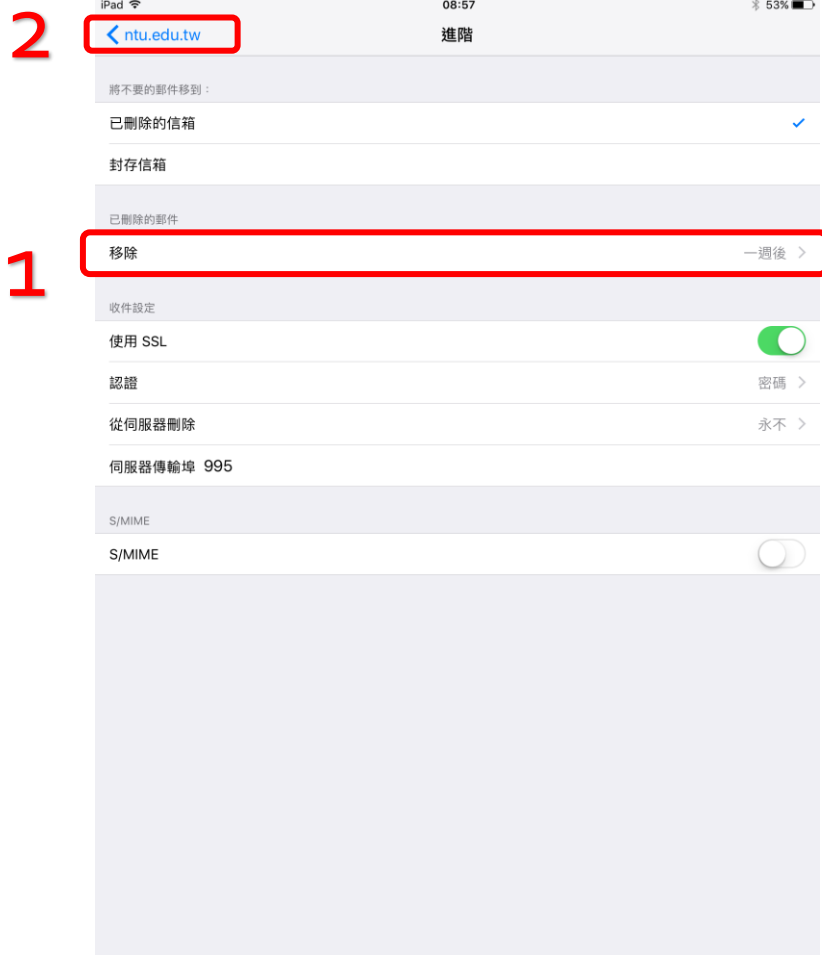 iPad 08:57 53%
2
ntu.edu.tw 進階
將不要的郵件移到：
已刪除的信箱
封存信箱
已刪除的郵件
1
移除 一週後
收件設定
使用 SSL
認證 密碼
從伺服器刪除 永不
伺服器傳輸埠 995
S/MIME
S/MIME